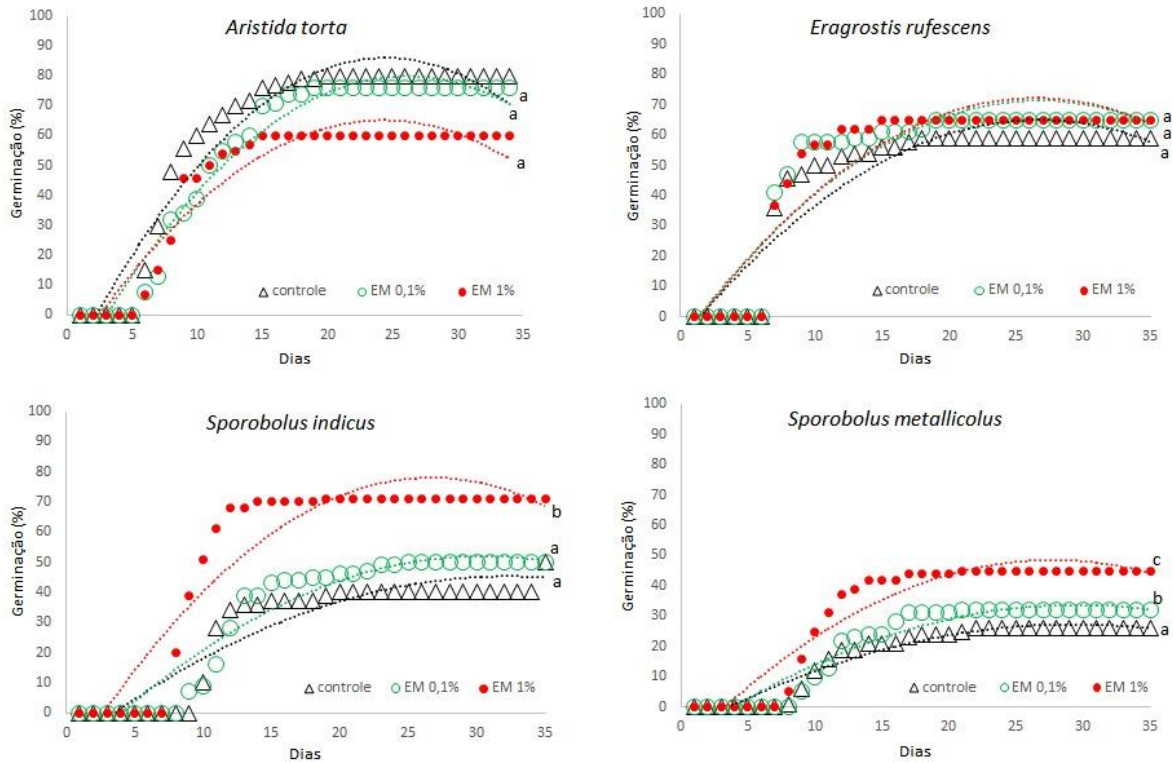 Aristida torta
Germinação (%)
100
90
80
70
60
50
40
30
20
10
0
a
a
a
controle EM 0,1% EM 1%
0 5 10 15 20 25 30 35
Dias
Eragrostis rufescens
Germinação (%)
100
90
80
70
60
50
40
30
20
10
0
a
a
a
controle EM 0,1% EM 1%
0 5 10 15 20 25 30 35
Dias
Sporobolus indicus
Germinação (%)
100
90
80
70
60
50
40
30
20
10
0
b
a
a
controle EM 0,1% EM 1%
0 5 10 15 20 25 30 35
Dias
Sporobolus metallicolus
Germinação (%)
100
90
80
70
60
50
40
30
20
10
0
c
b
a
controle EM 0,1% EM 1%
0 5 10 15 20 25 30 35
Dias